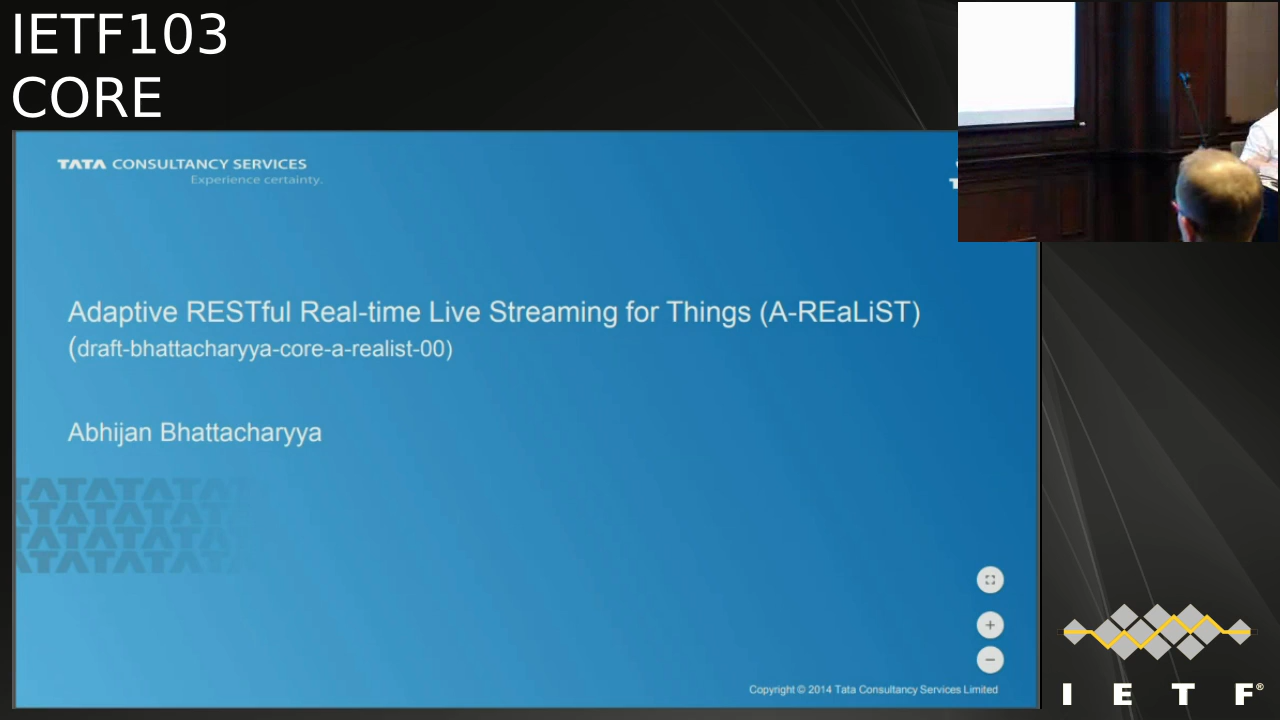 IETF103
CORE
TATA CONSULTANCY SERVICES
Experience certainty.
Adaptive RESTful Real-time Live Streaming for Things (A-REaLiST)
(draft-bhattacharyya-core-a-realist-00)
Abhijan Bhattacharyya
Copyright © 2014 Tata Consultancy Services Limited
I E T F®